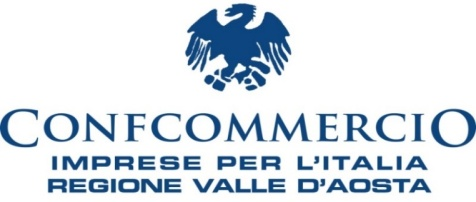 CONFCOMMERCIO
IMPRESE PER L'ITALIA
REGIONE VALLE D'AOSTA